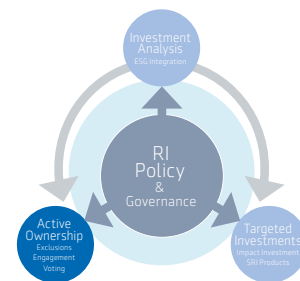 Investment
Analysis
ESG Integration
RI
Policy
&
Governance
Active
Ownership
Exclusions
Engagement
Voting
Targeted
Investments
Impact Investment
SRI Products